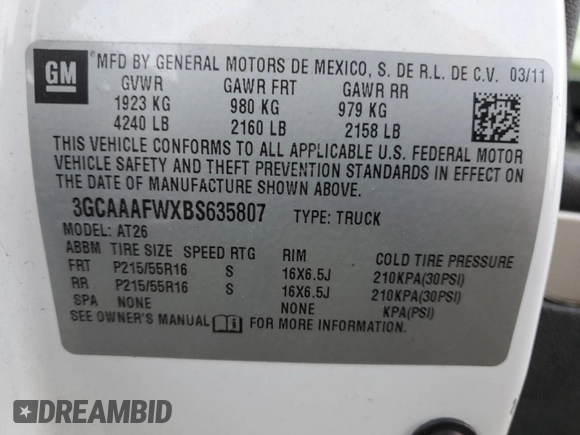 GM
MFD BY GENERAL MOTORS DE MEXICO, S. DE R.L. DE C.V. 03/11
GVWR GAWR FRT GAWR RR
1923 KG 980 KG 979 KG
4240 LB 2160 LB 2158 LB
THIS VEHICLE CONFORMS TO ALL APPLICABLE U.S. FEDERAL MOTOR
VEHICLE SAFETY AND THEFT PREVENTION STANDARDS IN EFFECT ON
THE DATE OF MANUFACTURE SHOWN ABOVE.
3GCAAAFWXBS635807 TYPE: TRUCK
MODEL: AT26
ABBM TIRE SIZE SPEED RTG RIM COLD TIRE PRESSURE
FRT P215/55R16 S 16X6.5J 210KPA(30PSI)
RR P215/55R16 S 16X6.5J 210KPA(30PSI)
SPA NONE NONE KPA(PSI)
SEE OWNER'S MANUAL FOR MORE INFORMATION.
DREAMBID